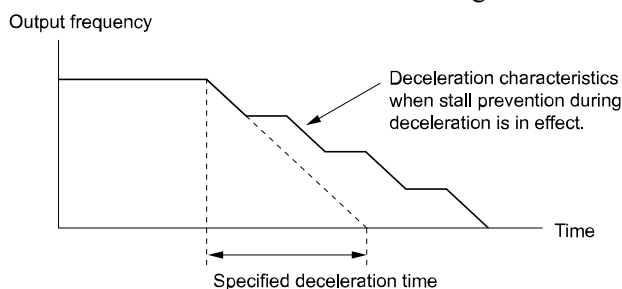 Output frequency
Deceleration characteristics
when stall prevention during
deceleration is in effect.
Time
Specified deceleration time